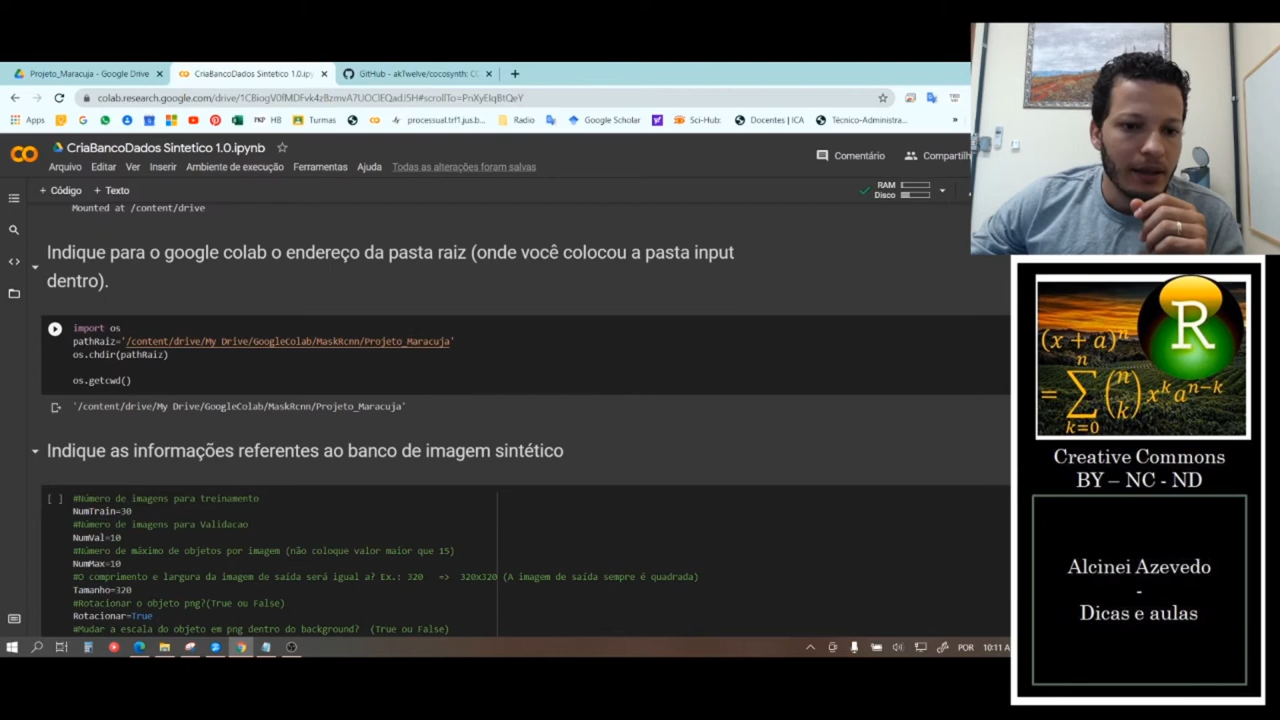 Projeto_Maracuja - Google Drive
CriaBancoDados Sintetico 1.0.ipynb
GitHub - akTwelve/cocosynth: CO
colab.research.google.com/drive/1CBiogV0fMDFvk4zBzmvA7UOClEQadJ5H#scrollTo=PnXyEIqBtQeY
Apps
HB
Turmas
processual.trf1.jus.b...
Radio
Google Scholar
Sci-Hub:
Docentes | ICA
Técnico-Administra...
CriaBancoDados Sintetico 1.0.ipynb
Arquivo Editar Ver Inserir Ambiente de execução Ferramentas Ajuda Todas as alterações foram salvas
Comentário
Compartilh
+ Código + Texto
RAM
Disco
Mounted at /content/drive
Indique para o google colab o endereço da pasta raiz (onde você colocou a pasta input
dentro).
import os
pathRaiz='/content/drive/My Drive/GoogleColab/MaskRcnn/Projeto_Maracuja'
os.chdir(pathRaiz)
os.getcwd()
'/content/drive/My Drive/GoogleColab/MaskRcnn/Projeto_Maracuja'
Indique as informações referentes ao banco de imagem sintético
[ ] #Número de imagens para treinamento
NumTrain=30
#Número de imagens para Validacao
NumVal=10
#Número de máximo de objetos por imagem (não coloque valor maior que 15)
NumMax=10
#O comprimento e largura da imagem de saída será igual a? Ex.: 320 => 320x320 (A imagem de saída sempre é quadrada)
Tamanho=320
#Rotacionar o objeto png?(True ou False)
Rotacionar=True
#Mudar a escala do objeto em png dentro do background? (True ou False)
POR
10:11 A
R
(x + a)^n
= ∑ n k=0 (n k) x^k a^{n-k}
Creative Commons
BY – NC - ND
Alcinei Azevedo
-
Dicas e aulas